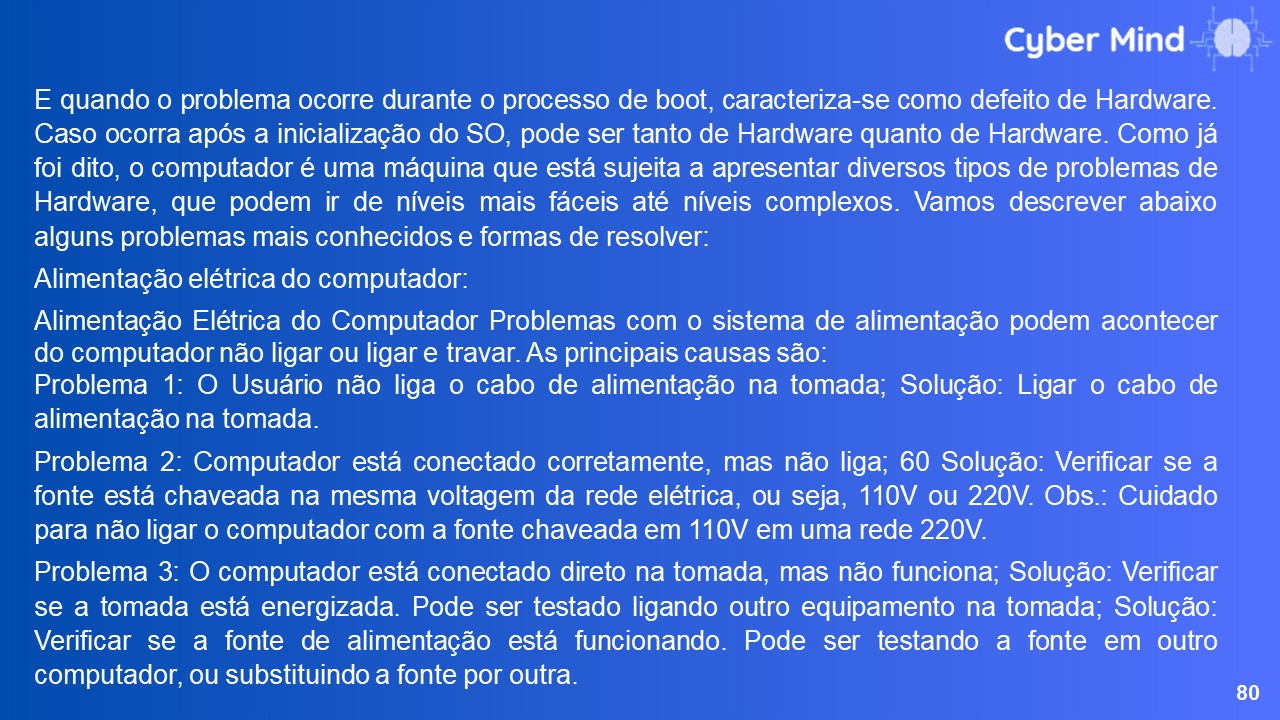 Cyber Mind
E quando o problema ocorre durante o processo de boot, caracteriza-se como defeito de Hardware.
Caso ocorra após a inicialização do SO, pode ser tanto de Hardware quanto de Hardware. Como já
foi dito, o computador é uma máquina que está sujeita a apresentar diversos tipos de problemas de
Hardware, que podem ir de níveis mais fáceis até níveis complexos. Vamos descrever abaixo
alguns problemas mais conhecidos e formas de resolver:
Alimentação elétrica do computador:
Alimentação Elétrica do Computador Problemas com o sistema de alimentação podem acontecer
do computador não ligar ou ligar e travar. As principais causas são:
Problema 1: O Usuário não liga o cabo de alimentação na tomada; Solução: Ligar o cabo de
alimentação na tomada.
Problema 2: Computador está conectado corretamente, mas não liga; 60 Solução: Verificar se a
fonte está chaveada na mesma voltagem da rede elétrica, ou seja, 110V ou 220V. Obs.: Cuidado
para não ligar o computador com a fonte chaveada em 110V em uma rede 220V.
Problema 3: O computador está conectado direto na tomada, mas não funciona; Solução: Verificar
se a tomada está energizada. Pode ser testado ligando outro equipamento na tomada; Solução:
Verificar se a fonte de alimentação está funcionando. Pode ser testando a fonte em outro
computador, ou substituindo a fonte por outra.
80